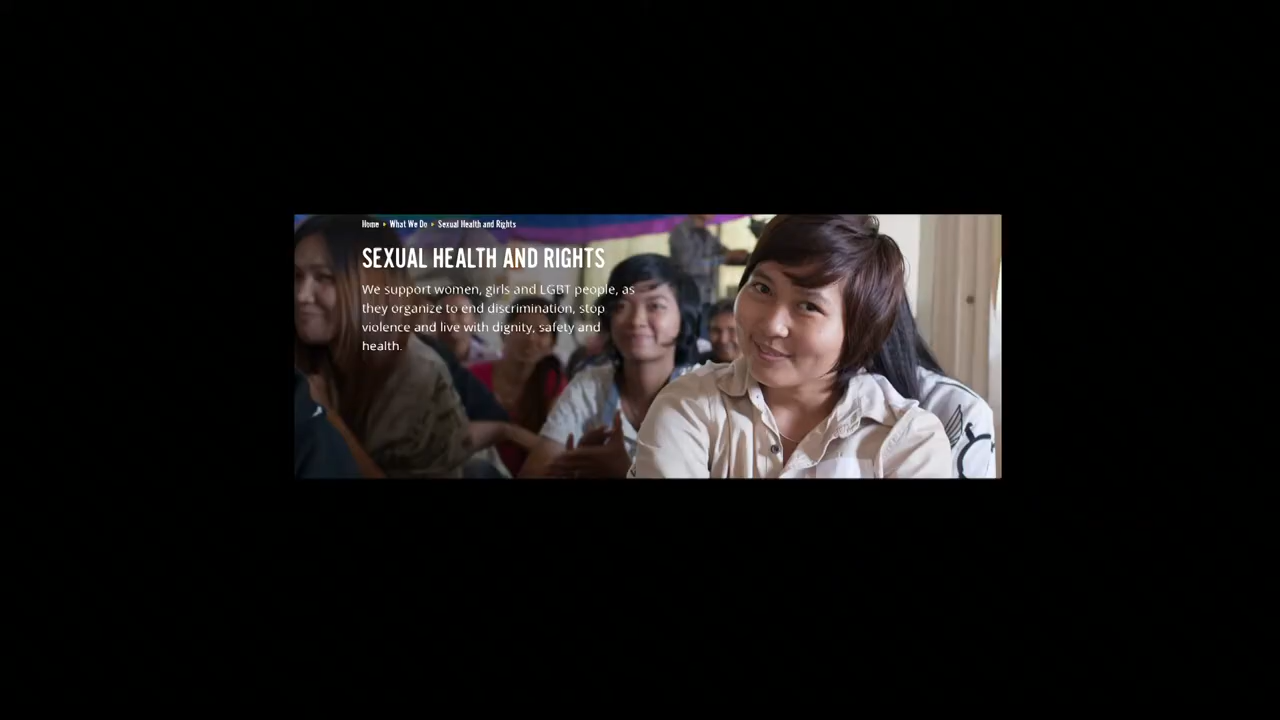 Home ▸ What We Do ▸ Sexual Health and Rights
SEXUAL HEALTH AND RIGHTS
We support women, girls and LGBT people, as
they organize to end discrimination, stop
violence and live with dignity, safety and
health.